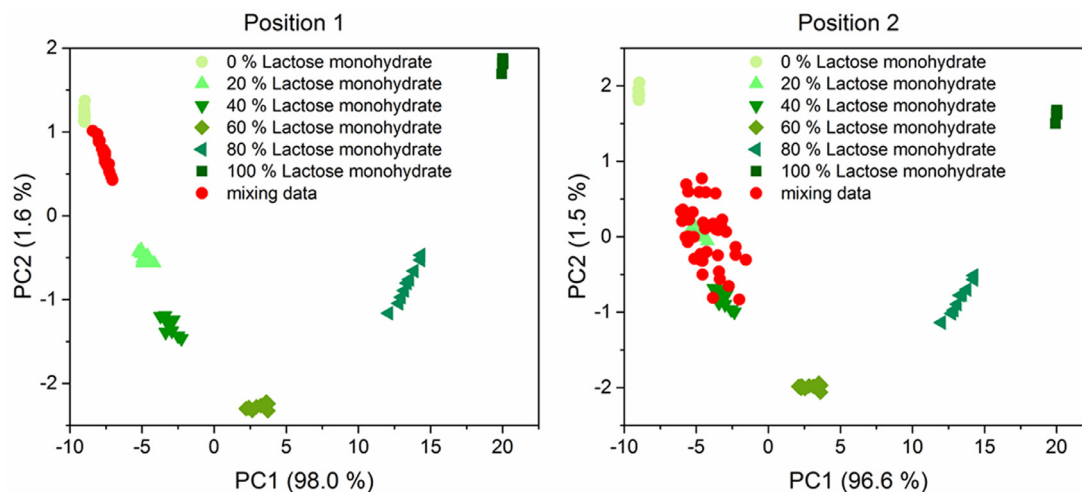 Position 1
Position 2
2
1
0
-1
-2
PC2 (1.6 %)
0 % Lactose monohydrate
20 % Lactose monohydrate
40 % Lactose monohydrate
60 % Lactose monohydrate
80 % Lactose monohydrate
100 % Lactose monohydrate
mixing data
-10
-5
0
5
10
15
20
PC1 (98.0 %)
2
1
0
-1
-2
PC2 (1.5 %)
0 % Lactose monohydrate
20 % Lactose monohydrate
40 % Lactose monohydrate
60 % Lactose monohydrate
80 % Lactose monohydrate
100 % Lactose monohydrate
mixing data
-10
-5
0
5
10
15
20
PC1 (96.6 %)